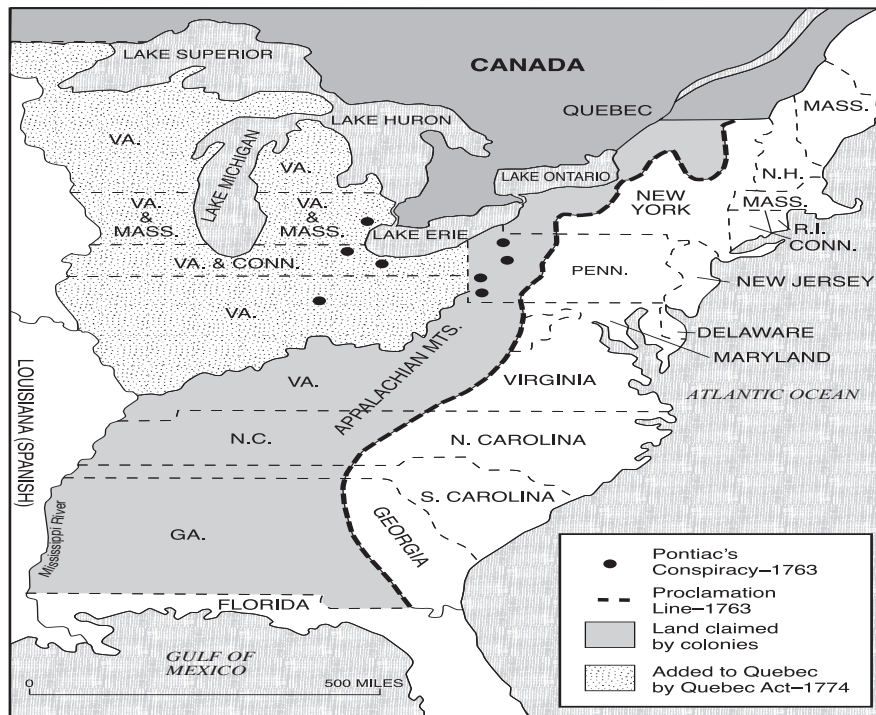 LAKE SUPERIOR
CANADA
QUEBEC
MASS.
LAKE HURON
VA.
LAKE MICHIGAN
VA.
LAKE ONTARIO
N.H.
NEW
YORK
MASS.
VA.
& MASS.
VA.
& MASS.
LAKE ERIE
R.I.
CONN.
VA. & CONN.
PENN.
NEW JERSEY
VA.
DELAWARE
MARYLAND
APPALACHIAN MTS.
VA.
VIRGINIA
ATLANTIC OCEAN
LOUISIANA (SPANISH)
N.C.
N. CAROLINA
S. CAROLINA
Mississippi River
GA.
GEORGIA
FLORIDA
GULF OF
MEXICO
0 500 MILES
Pontiac's
Conspiracy–1763
Proclamation
Line–1763
Land claimed
by colonies
Added to Quebec
by Quebec Act–1774